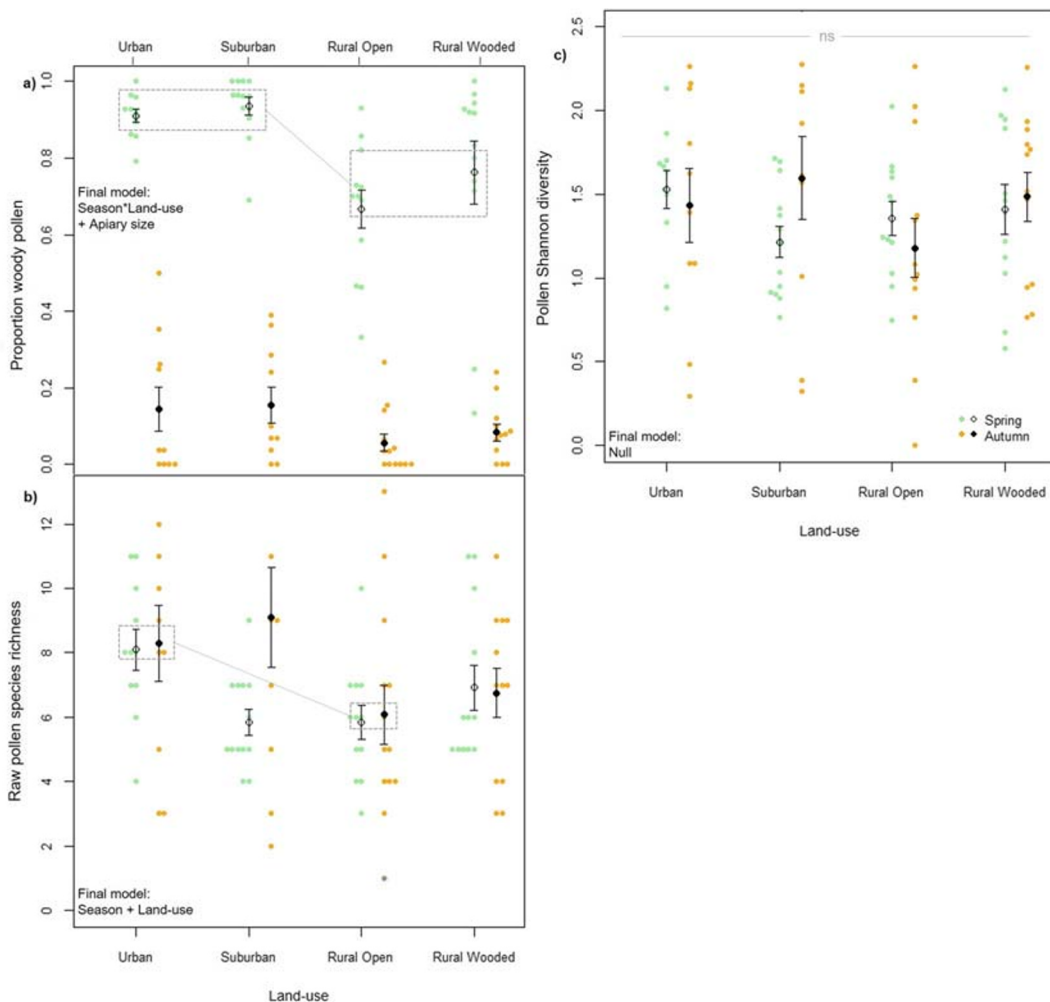 Urban Suburban Rural Open Rural Wooded
a)
1.0
0.8
0.6
0.4
0.2
0.0
Proportion woody pollen
Final model:
Season*Land-use
+ Apiary size
b)
12
10
8
6
4
2
0
Raw pollen species richness
Final model:
Season + Land-use
Urban Suburban Rural Open Rural Wooded
Land-use
c)
ns
2.5
2.0
1.5
1.0
0.5
0.0
Pollen Shannon diversity
Spring
Autumn
Final model:
Null
Urban Suburban Rural Open Rural Wooded
Land-use